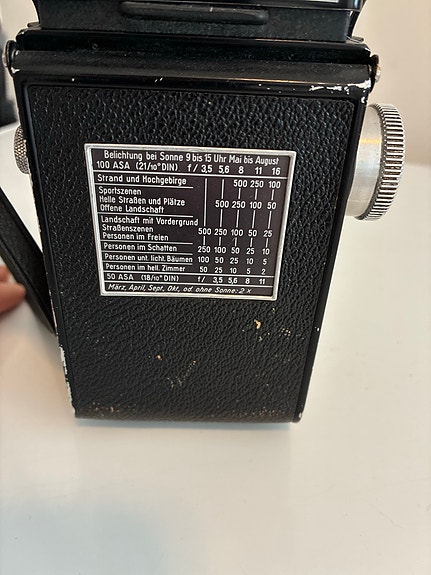 Belichtung bei Sonne 9 bis 15 Uhr Mai bis August
100 ASA (21/10° DIN) f/ 3,5 5,6 8 11 16
Strand und Hochgebirge 500 250 100
Sportszenen
Helle Straßen und Plätze 500 250 100 50
Offene Landschaft
Landschaft mit Vordergrund
Straßenszenen 500 250 100 50 25
Personen im Freien
Personen im Schatten 250 100 50 25 10
Personen unt. licht. Bäumen 100 50 25 10 5
Personen im hell. Zimmer 50 25 10 5 2
50 ASA (18/10° DIN) f/ 3,5 5,6 8 11
März, April, Sept., Okt., od. ohne Sonne: 2 ×